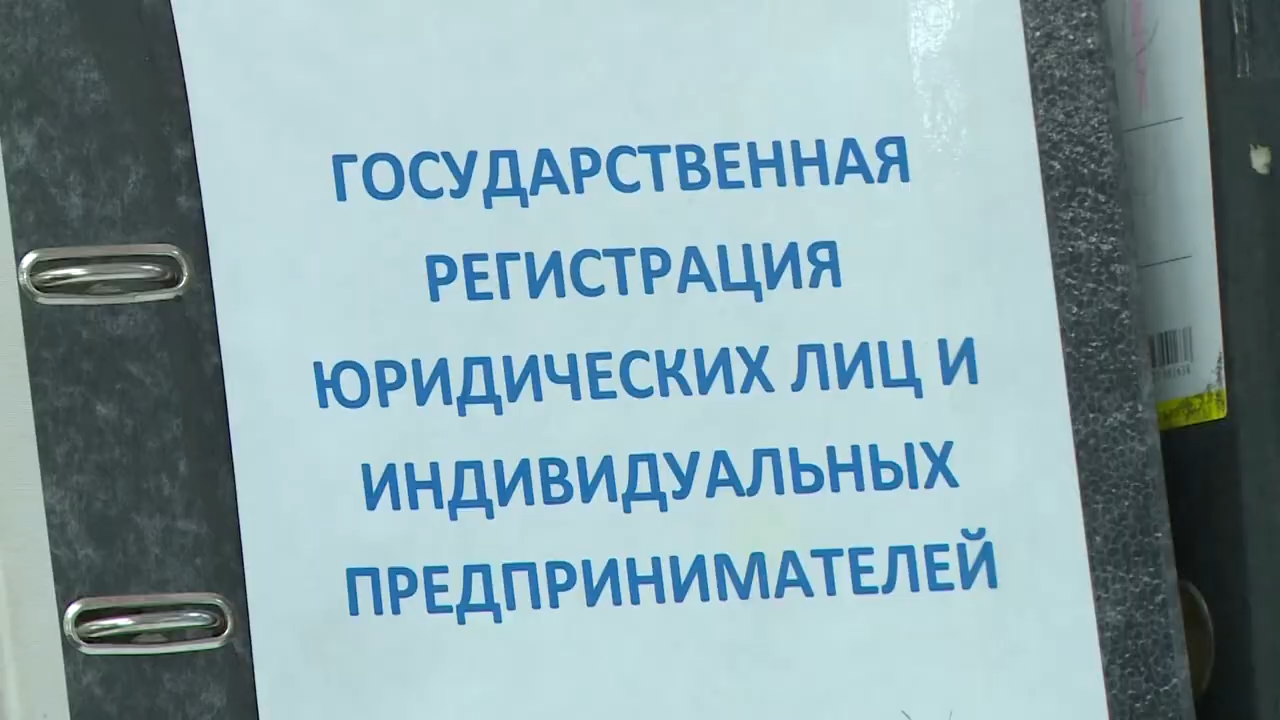 ГОСУДАРСТВЕННАЯ
РЕГИСТРАЦИЯ
ЮРИДИЧЕСКИХ ЛИЦ И
ИНДИВИДУАЛЬНЫХ
ПРЕДПРИНИМАТЕЛЕЙ